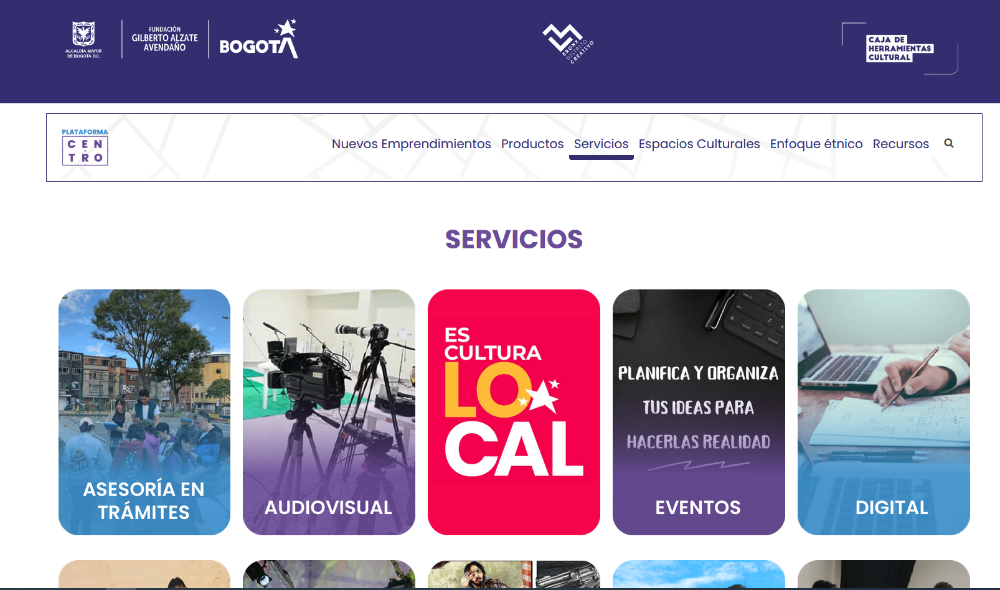 ALCALDÍA MAYOR
DE BOGOTÁ D.C.
FUNDACIÓN
GILBERTO ALZATE
AVENDAÑO
BOGOTÁ
BRONX
DISTRITO
CREATIVO
CAJA DE
HERRAMIENTAS
CULTURAL
PLATAFORMA
CEN
TRO
Nuevos Emprendimientos Productos Servicios Espacios Culturales Enfoque étnico Recursos
SERVICIOS
ASESORÍA EN
TRÁMITES
AUDIOVISUAL
ES
CULTURA
LO
CAL
PLANIFICA Y ORGANIZA
TUS IDEAS PARA
HACERLAS REALIDAD
EVENTOS
DIGITAL